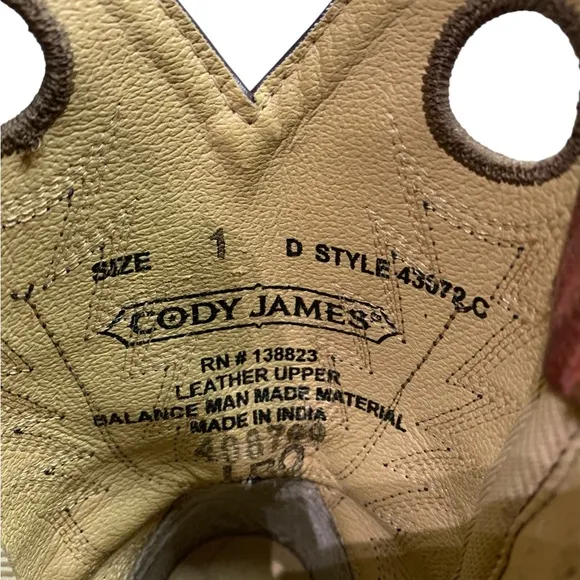 SIZE 1 D STYLE 43072-C
CODY JAMES®
RN # 138823
LEATHER UPPER
BALANCE MAN MADE MATERIAL
MADE IN INDIA